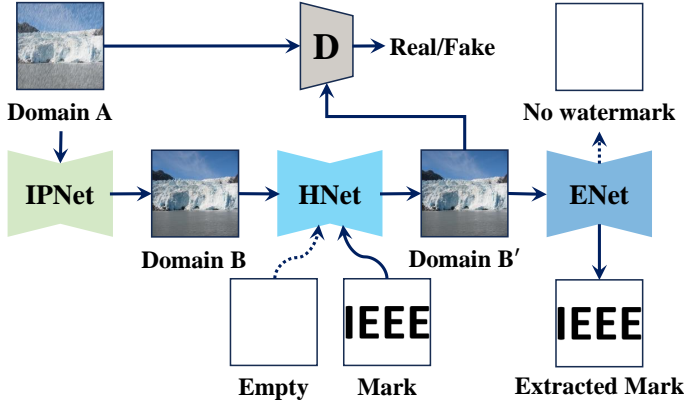 D
Real/Fake
Domain A
No watermark
IPNet
HNet
ENet
Domain B
Domain B′
IEEE
IEEE
Empty
Mark
Extracted Mark